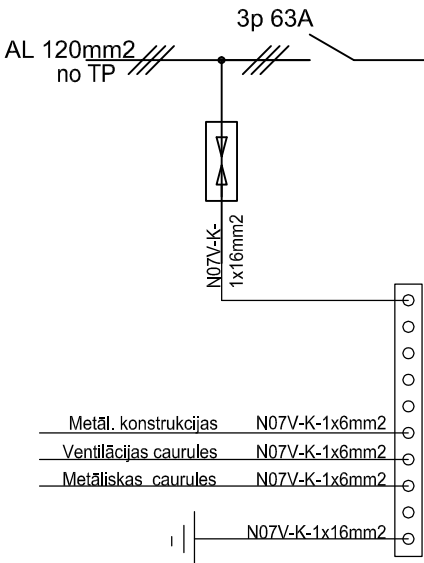 3p 63A
AL 120mm2
no TP
N07V-K-
1x16mm2
Metāl. konstrukcijas N07V-K-1x6mm2
Ventilācijas caurules N07V-K-1x6mm2
Metāliskas caurules N07V-K-1x6mm2
N07V-K-1x16mm2